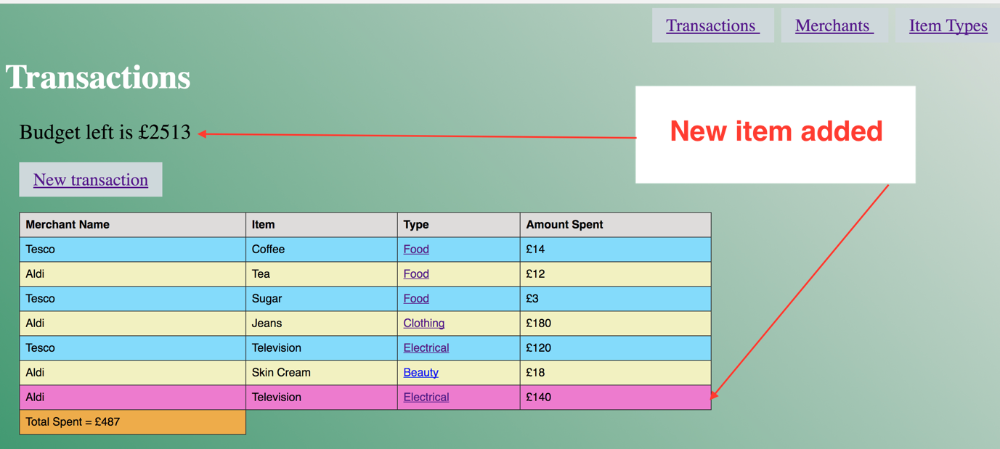 Transactions Merchants Item Types
Transactions
Budget left is £2513
New item added
New transaction
Merchant Name Item Type Amount Spent
Tesco Coffee Food £14
Aldi Tea Food £12
Tesco Sugar Food £3
Aldi Jeans Clothing £180
Tesco Television Electrical £120
Aldi Skin Cream Beauty £18
Aldi Television Electrical £140
Total Spent = £487